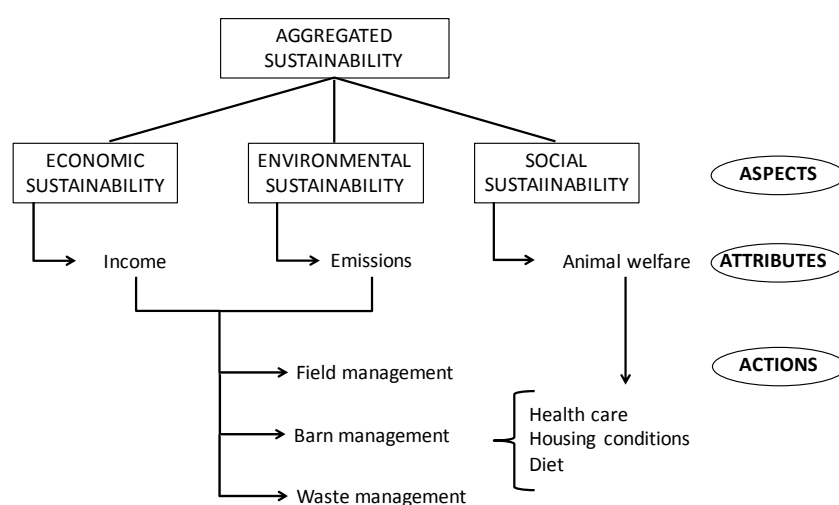 AGGREGATED
SUSTAINABILITY
ECONOMIC
SUSTAINABILITY
ENVIRONMENTAL
SUSTAINABILITY
SOCIAL
SUSTAIINABILITY
ASPECTS
Income
Emissions
Animal welfare
ATTRIBUTES
ACTIONS
Field management
Barn management
Health care
Housing conditions
Diet
Waste management